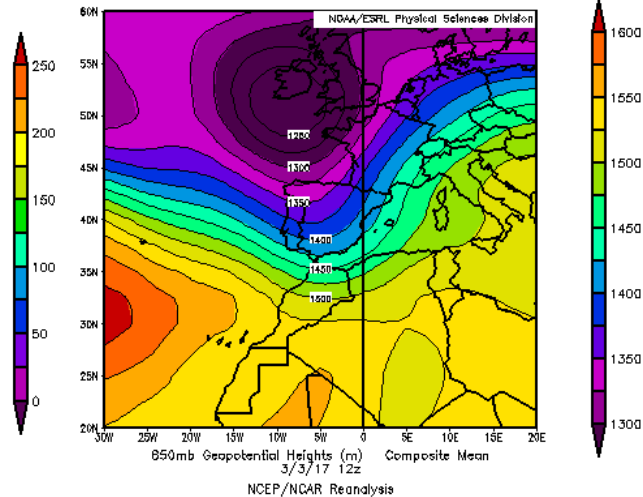 NOAA/ESRL Physical Sciences Division
60N
55N
50N
45N
40N
35N
30N
25N
20N
30W 25W 20W 15W 10W 5W 0 5E 10E 15E 20E
1250
1300
1350
1400
1450
1500
250
200
150
100
50
0
1600
1550
1500
1450
1400
1350
1300
850mb Geopotential Heights (m) Composite Mean
3/3/17 12z
NCEP/NCAR Reanalysis